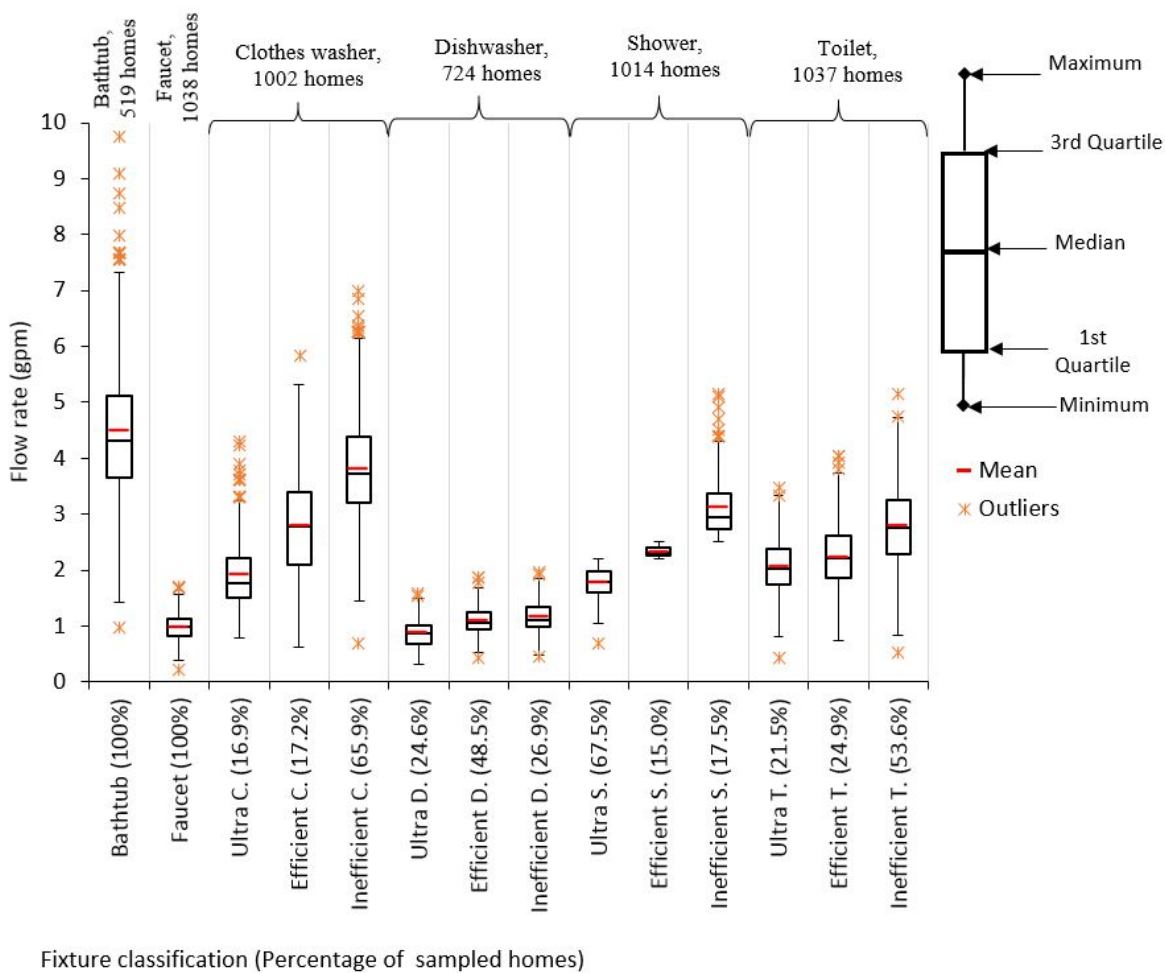 Bathtub,
519 homes
Faucet,
1038 homes
Clothes washer,
1002 homes
Dishwasher,
724 homes
Shower,
1014 homes
Toilet,
1037 homes
Maximum
3rd Quartile
Median
1st
Quartile
Minimum
Mean
Outliers
Flow rate (gpm)
10
9
8
7
6
5
4
3
2
1
0
Bathtub (100%)
Faucet (100%)
Ultra C. (16.9%)
Efficient C. (17.2%)
Inefficient C. (65.9%)
Ultra D. (24.6%)
Efficient D. (48.5%)
Inefficient D. (26.9%)
Ultra S. (67.5%)
Efficient S. (15.0%)
Inefficient S. (17.5%)
Ultra T. (21.5%)
Efficient T. (24.9%)
Inefficient T. (53.6%)
Fixture classification (Percentage of sampled homes)